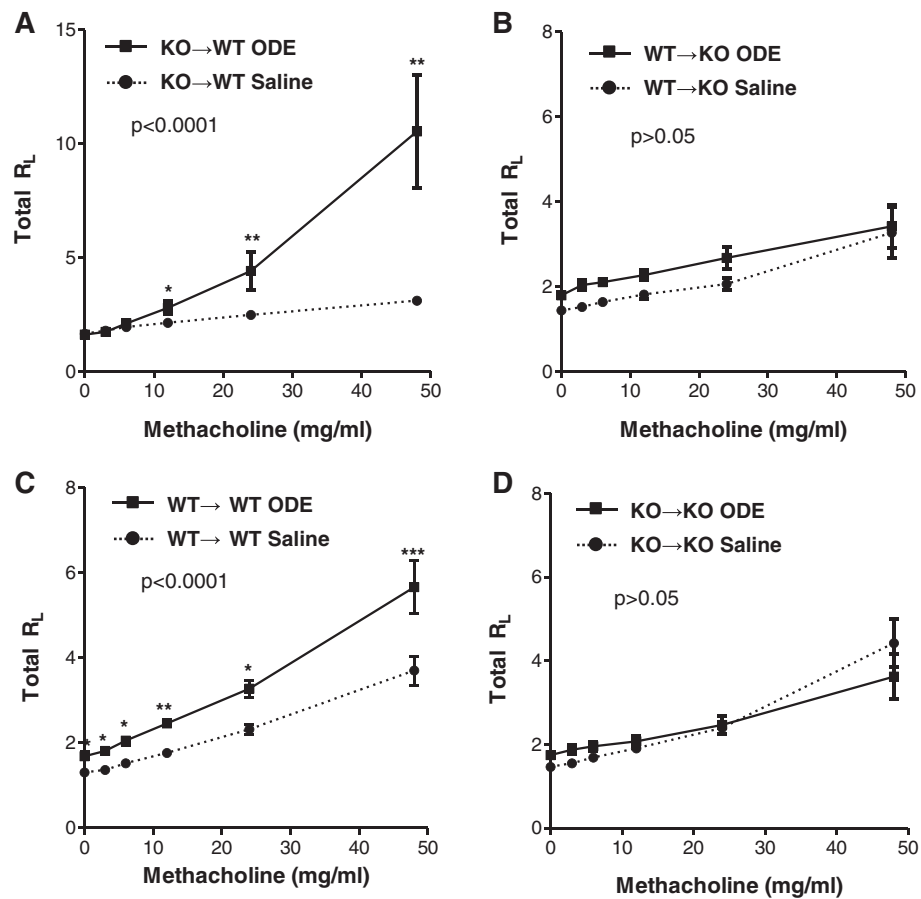 A
KO→WT ODE
KO→WT Saline
p<0.0001
**
**
*
15
10
5
0
Total RL
0 10 20 30 40 50
Methacholine (mg/ml)
B
WT→KO ODE
WT→KO Saline
p>0.05
8
6
4
2
0
Total RL
0 10 20 30 40 50
Methacholine (mg/ml)
C
WT→ WT ODE
WT→ WT Saline
p<0.0001
***
*
**
*
*
*
8
6
4
2
0
Total RL
0 10 20 30 40 50
Methacholine (mg/ml)
D
KO→KO ODE
KO→KO Saline
p>0.05
8
6
4
2
0
Total RL
0 10 20 30 40 50
Methacholine (mg/ml)